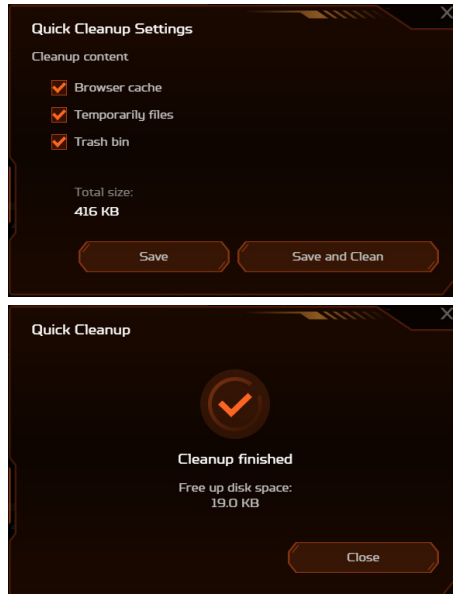 Quick Cleanup Settings
Cleanup content
Browser cache
Temporarily files
Trash bin
Total size:
416 KB
Save
Save and Clean
Quick Cleanup
Cleanup finished
Free up disk space:
19.0 KB
Close